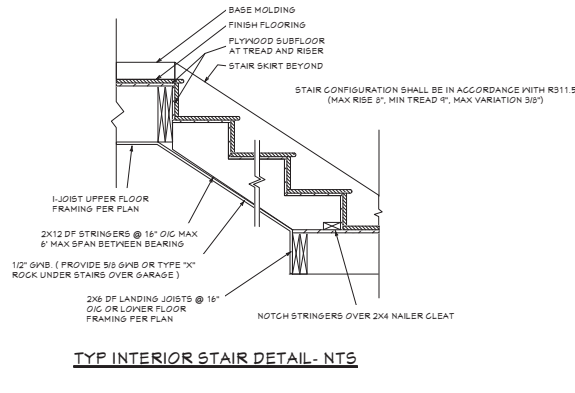 BASE MOLDING
FINISH FLOORING
PLYWOOD SUBFLOOR
AT TREAD AND RISER
STAIR SKIRT BEYOND
STAIR CONFIGURATION SHALL BE IN ACCORDANCE WITH R311.5
(MAX RISE 8", MIN TREAD 9", MAX VARIATION 3/8")
I-JOIST UPPER FLOOR
FRAMING PER PLAN
2X12 DF STRINGERS @ 16" O/C MAX
6' MAX SPAN BETWEEN BEARING
1/2" GWB. ( PROVIDE 5/8 GWB OR TYPE "X"
ROCK UNDER STAIRS OVER GARAGE )
2X6 DF LANDING JOISTS @ 16"
O/C OR LOWER FLOOR
FRAMING PER PLAN
NOTCH STRINGERS OVER 2X4 NAILER CLEAT
TYP INTERIOR STAIR DETAIL- NTS